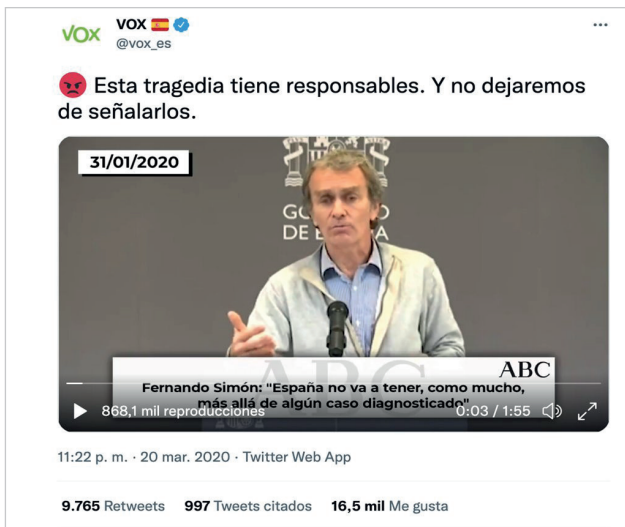 VOX
VOX
@vox_es
Esta tragedia tiene responsables. Y no dejaremos
de señalarlos.
31/01/2020
ABC
Fernando Simón: "España no va a tener, como mucho,
más allá de algún caso diagnosticado"
868,1 mil reproducciones
0:03 / 1:55
11:22 p. m. · 20 mar. 2020 · Twitter Web App
9.765 Retweets 997 Tweets citados 16,5 mil Me gusta